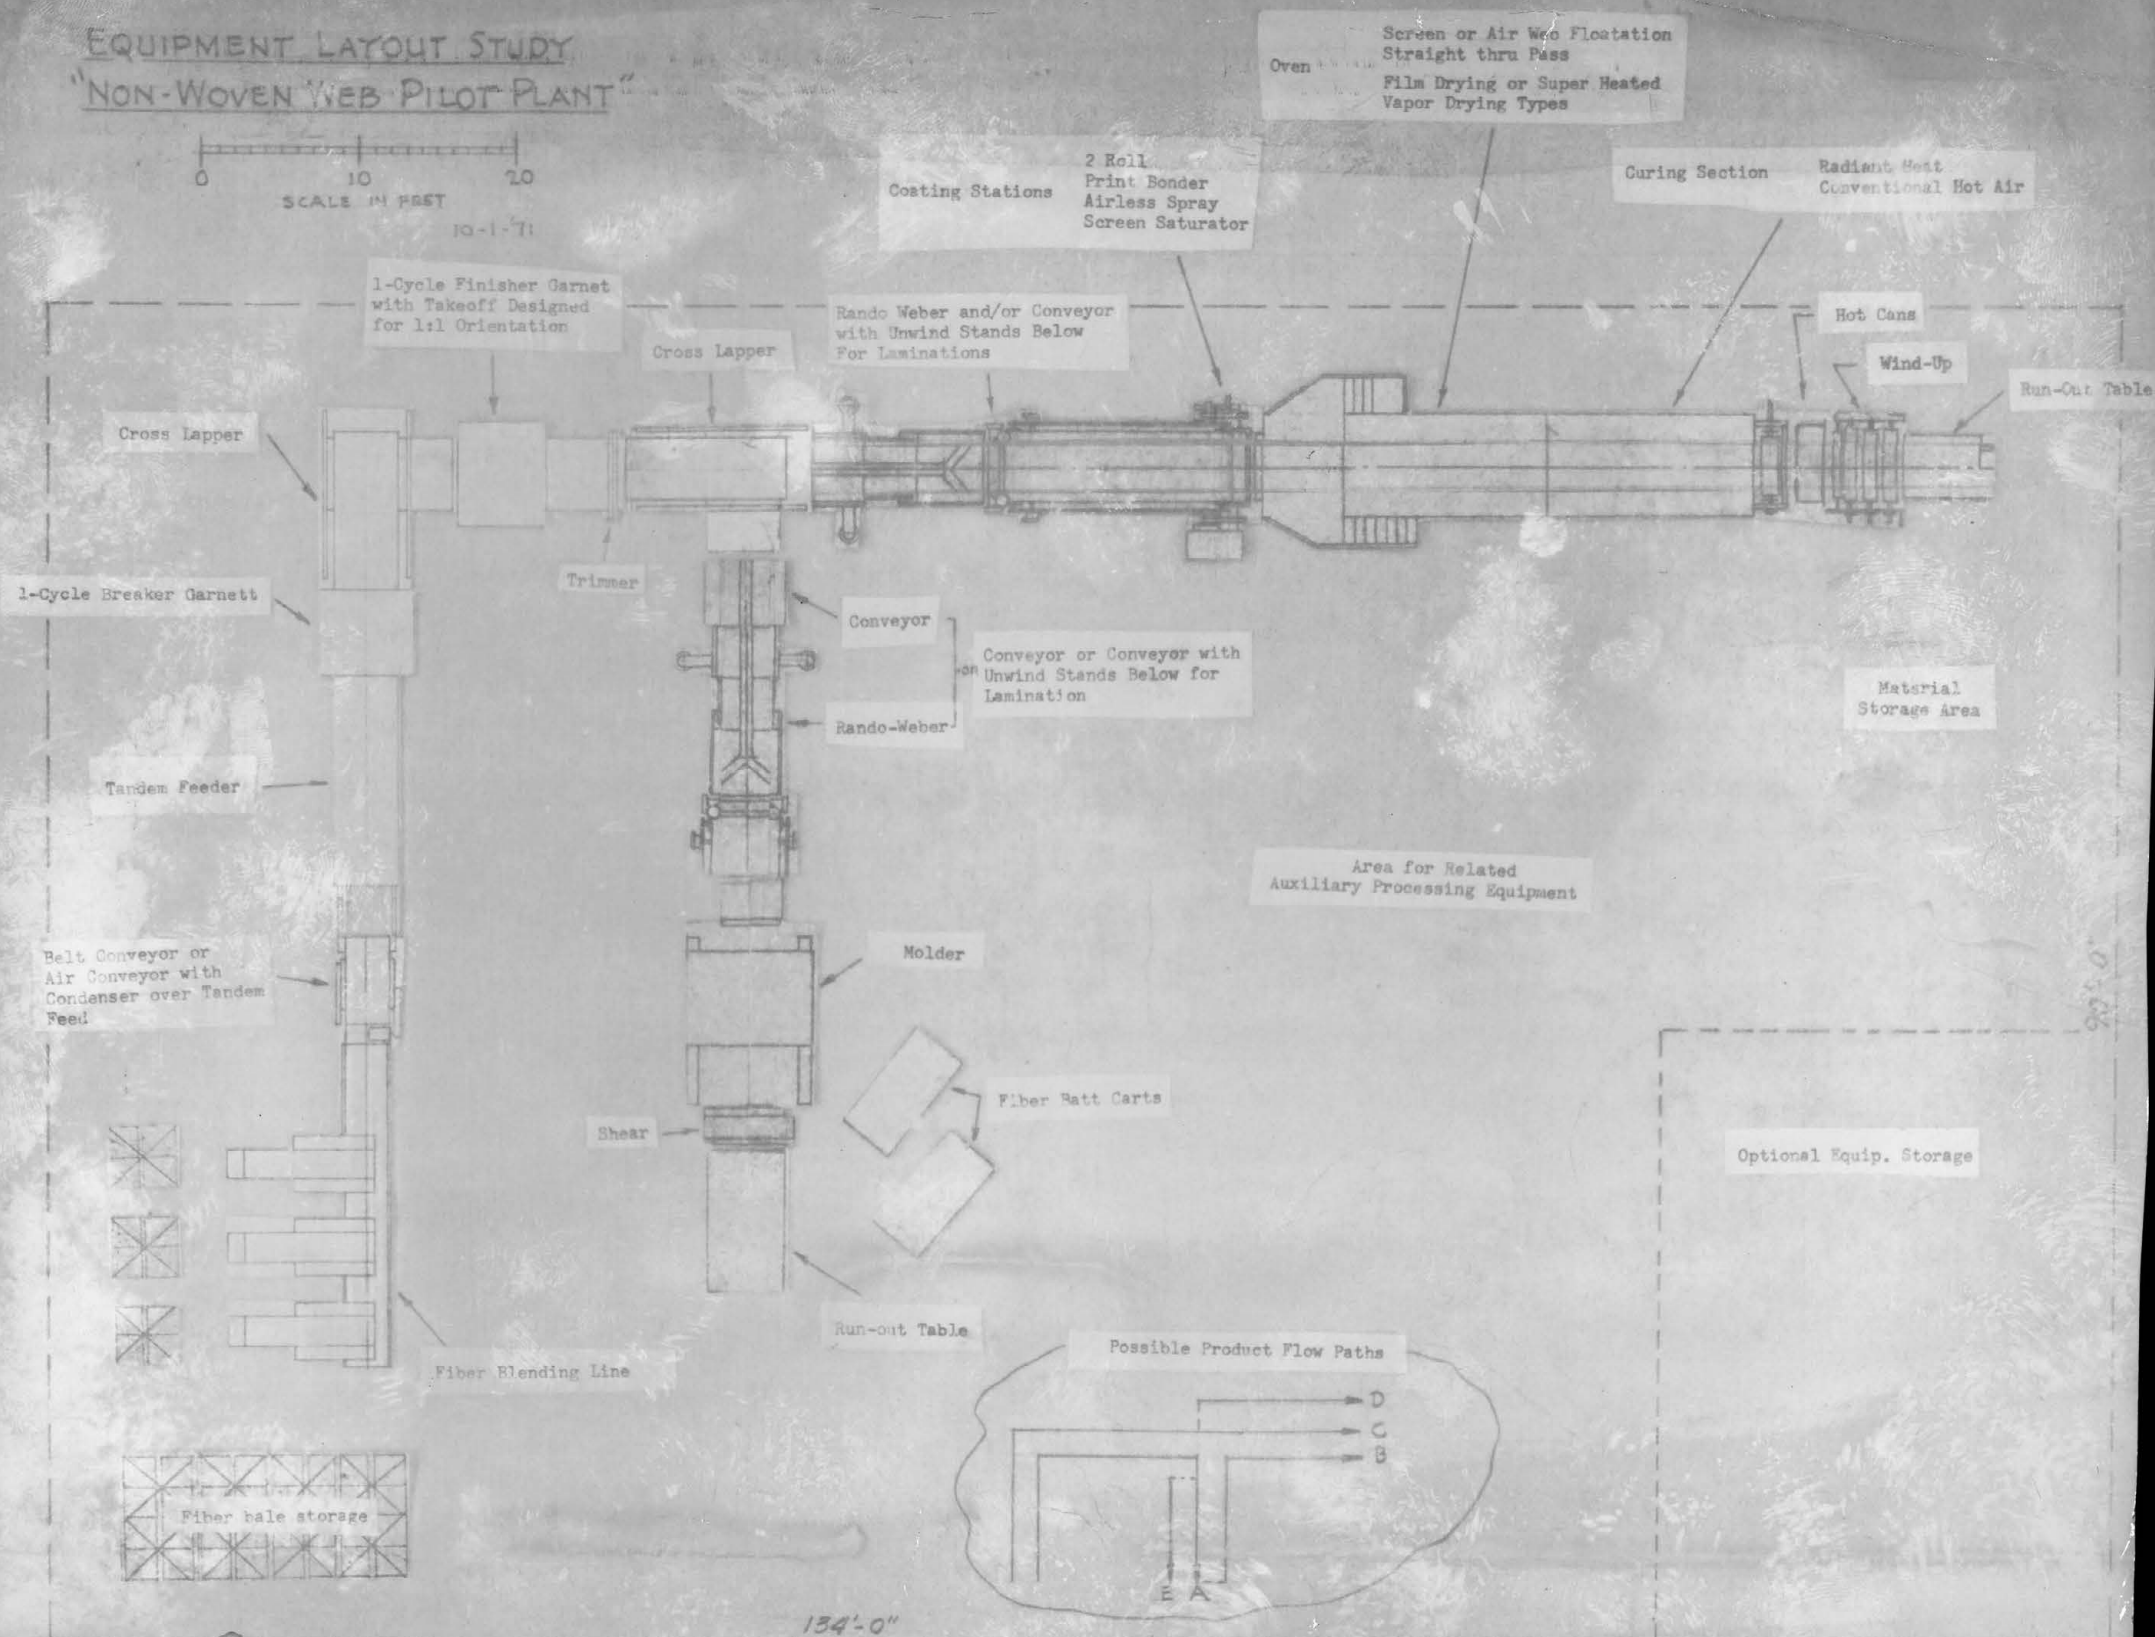 EQUIPMENT LAYOUT STUDY
"NON-WOVEN WEB PILOT PLANT"
0 10 20
SCALE IN FEET
10-1-'71
Oven
Screen or Air Web Floatation
Straight thru Pass
Film Drying or Super Heated
Vapor Drying Types
Coating Stations
2 Roll
Print Bonder
Airless Spray
Screen Saturator
Curing Section
Radiant Heat
Conventional Hot Air
1-Cycle Finisher Garnet
with Takeoff Designed
for 1:1 Orientation
Cross Lapper
Rando Weber and/or Conveyor
with Unwind Stands Below
For Laminations
Hot Cans
Wind-Up
Run-Out Table
Cross Lapper
Trimmer
1-Cycle Breaker Garnett
Conveyor
or
Conveyor or Conveyor with
Unwind Stands Below for
Lamination
Rando-Weber
Material
Storage Area
Tandem Feeder
Area for Related
Auxiliary Processing Equipment
Belt Conveyor or
Air Conveyor with
Condenser over Tandem
Feed
Molder
Fiber Batt Carts
Shear
Optional Equip. Storage
Run-out Table
Fiber Blending Line
Possible Product Flow Paths
D
C
B
E A
Fiber bale storage
134'-0"